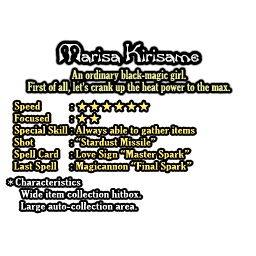 Marisa Kirisame
An ordinary black-magic girl.
First of all, let's crank up the heat power to the max.
Speed : ★★★★★★
Focused : ★★
Special Skill : Always able to gather items
Shot : "Stardust Missile"
Spell Card : Love Sign "Master Spark"
Last Spell : Magicannon "Final Spark"
*Characteristics
Wide item collection hitbox.
Large auto-collection area.